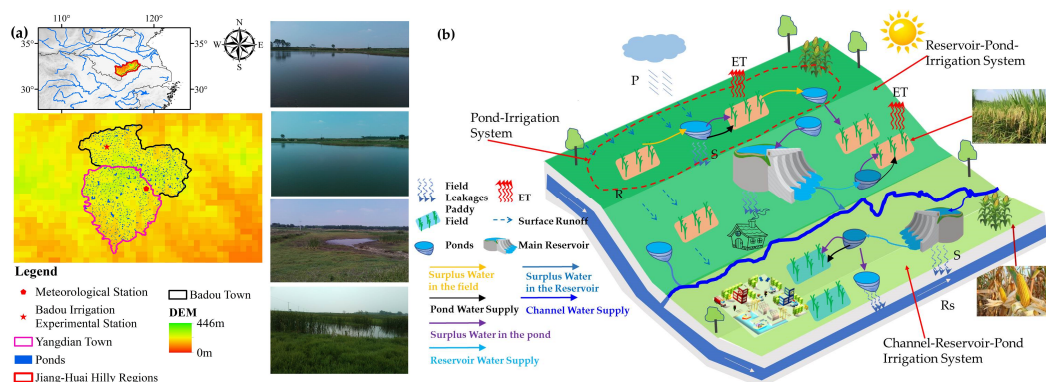 (a)
110°
120°
35°
30°
35°
30°
N
W
E
S
Legend
Meteorological Station
Badou Irrigation
Experimental Station
Yangdian Town
Ponds
Jiang-Huai Hilly Regions
Badou Town
DEM
446m
0m
(b)
P
ET
Reservoir-Pond-
Irrigation System
ET
Pond-Irrigation
System
S
R
Field
Leakages
ET
Paddy
Field
Surface Runoff
Ponds
Main Reservoir
Surplus Water
in the field
Surplus Water
in the Reservoir
Pond Water Supply
Channel Water Supply
Surplus Water in the pond
Reservoir Water Supply
S
Rs
Channel-Reservoir-Pond
Irrigation System